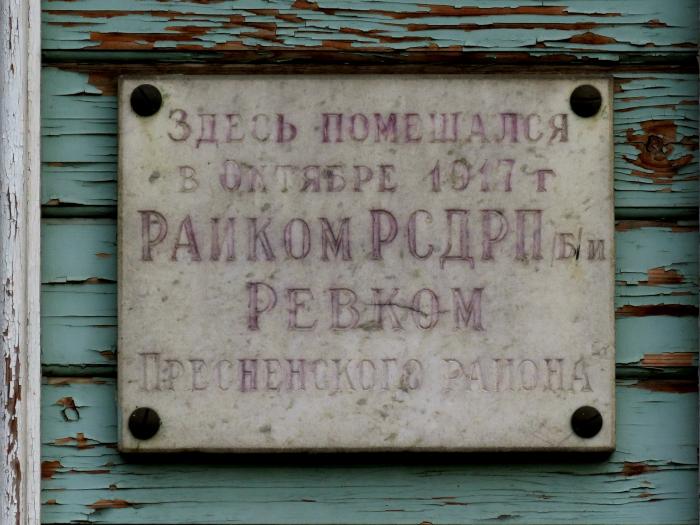 Здесь помещался
в Октябре 1917 г
Райком РСДРП /б/ и
Ревком
Пресненского района